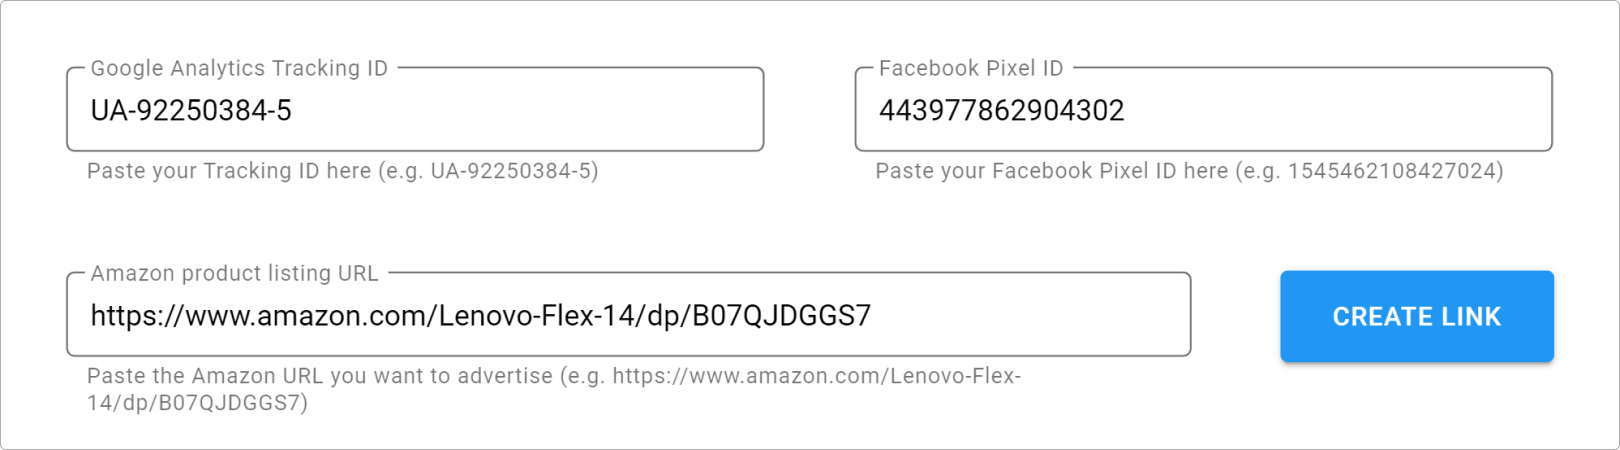 Google Analytics Tracking ID
UA-92250384-5
Paste your Tracking ID here (e.g. UA-92250384-5)
Facebook Pixel ID
443977862904302
Paste your Facebook Pixel ID here (e.g. 1545462108427024)
Amazon product listing URL
https://www.amazon.com/Lenovo-Flex-14/dp/B07QJDGGS7
Paste the Amazon URL you want to advertise (e.g. https://www.amazon.com/Lenovo-Flex-
14/dp/B07QJDGGS7)
CREATE LINK